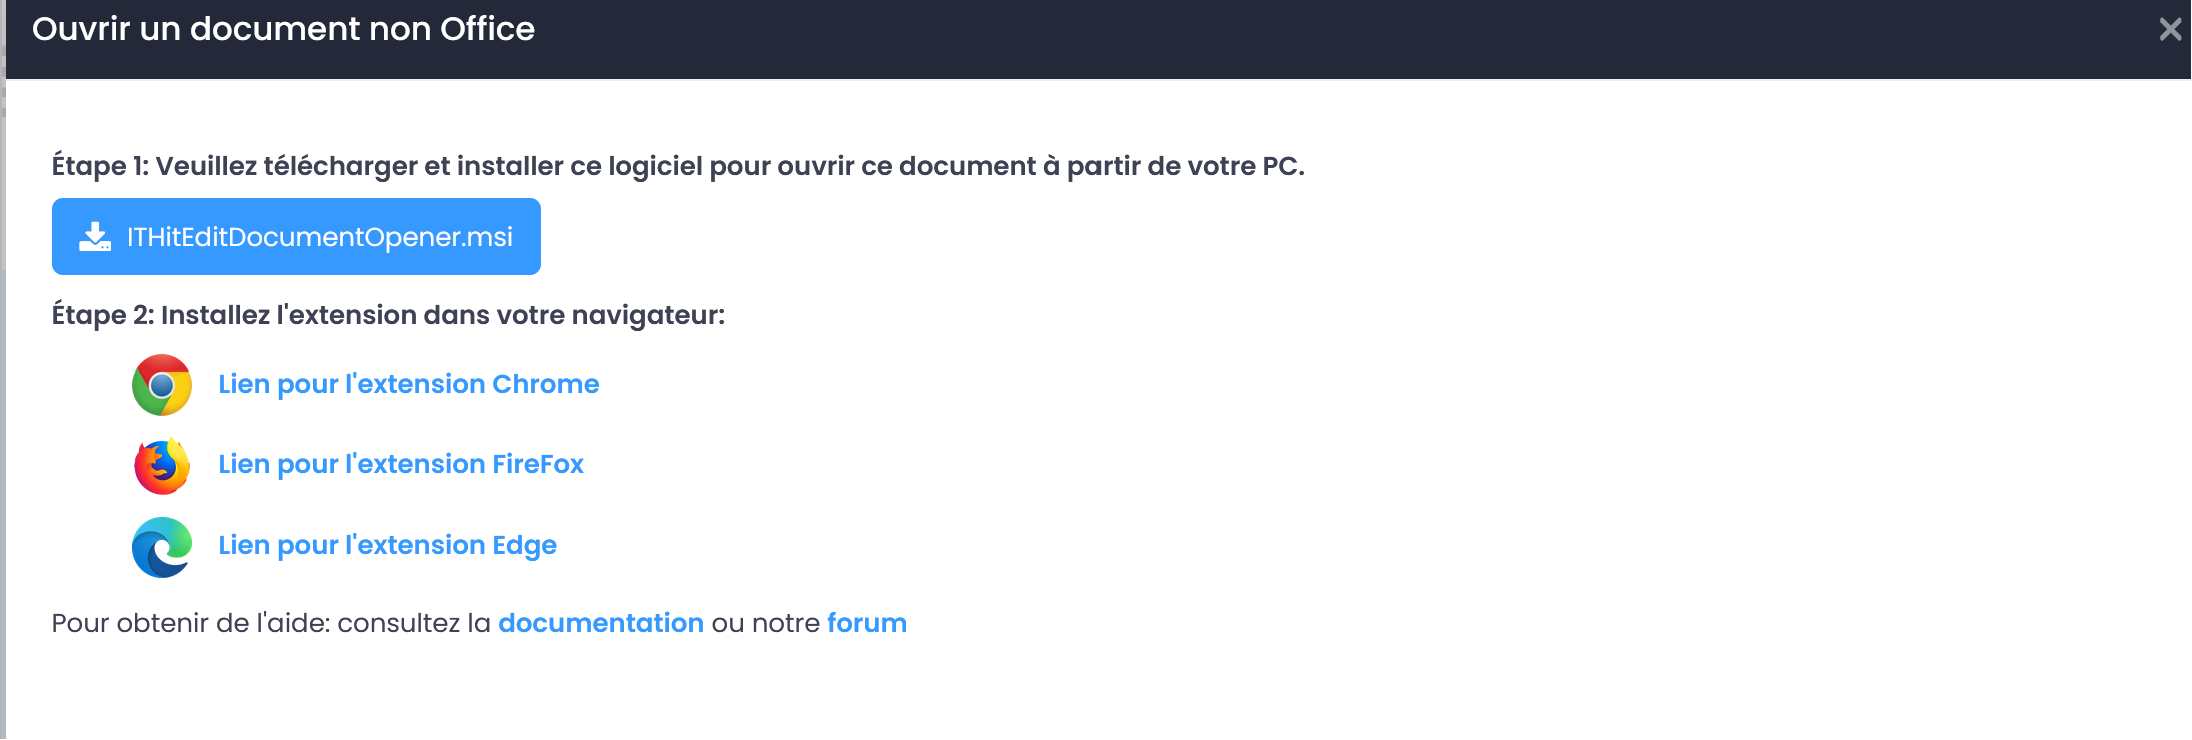 Ouvrir un document non Office
Étape 1: Veuillez télécharger et installer ce logiciel pour ouvrir ce document à partir de votre PC.
ITHitEditDocumentOpener.msi
Étape 2: Installez l'extension dans votre navigateur:
Lien pour l'extension Chrome
Lien pour l'extension FireFox
Lien pour l'extension Edge
Pour obtenir de l'aide: consultez la documentation ou notre forum